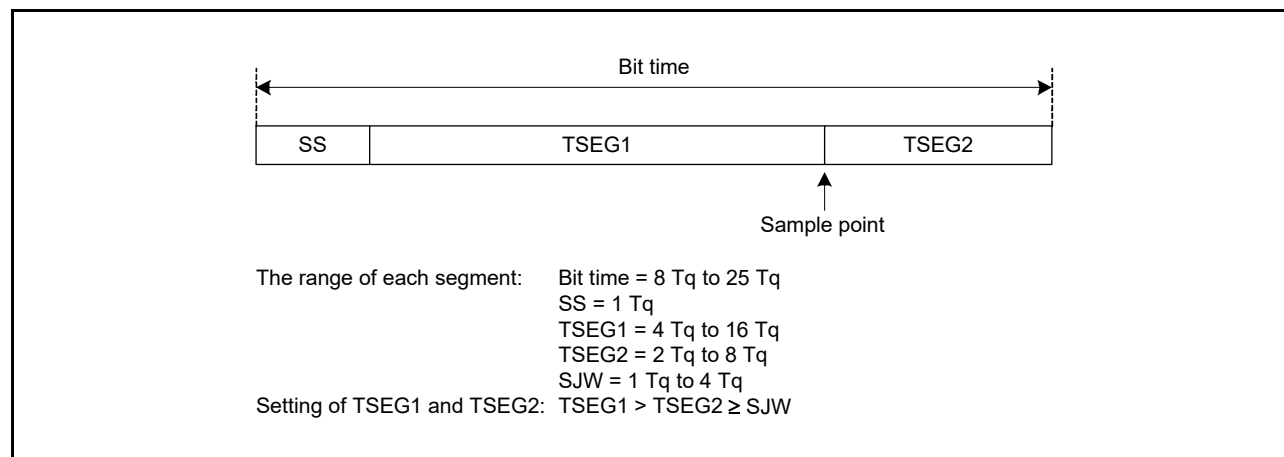 Bit time
SS TSEG1 TSEG2
Sample point
The range of each segment: Bit time = 8 Tq to 25 Tq
SS = 1 Tq
TSEG1 = 4 Tq to 16 Tq
TSEG2 = 2 Tq to 8 Tq
SJW = 1 Tq to 4 Tq
Setting of TSEG1 and TSEG2: TSEG1 > TSEG2 ≥ SJW